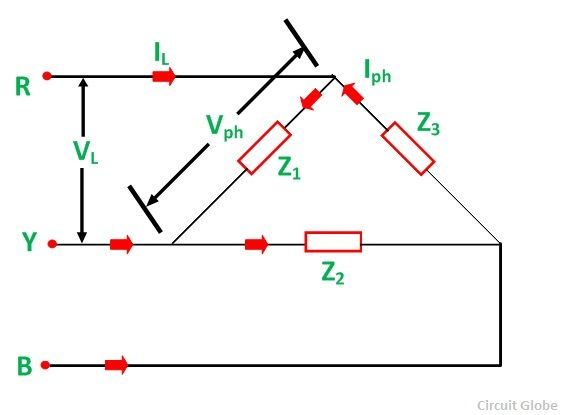 I_L
R
I_ph
V_ph
Z_3
V_L
Z_1
Y
Z_2
B
Circuit Globe